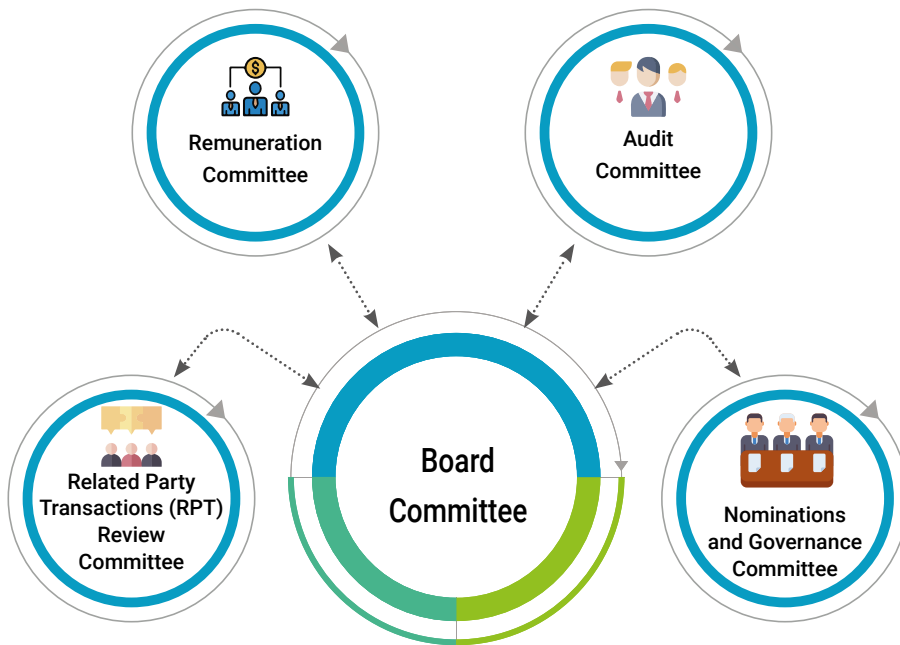 Remuneration
Committee
Audit
Committee
Related Party
Transactions (RPT)
Review
Committee
Board
Committee
Nominations
and Governance
Committee